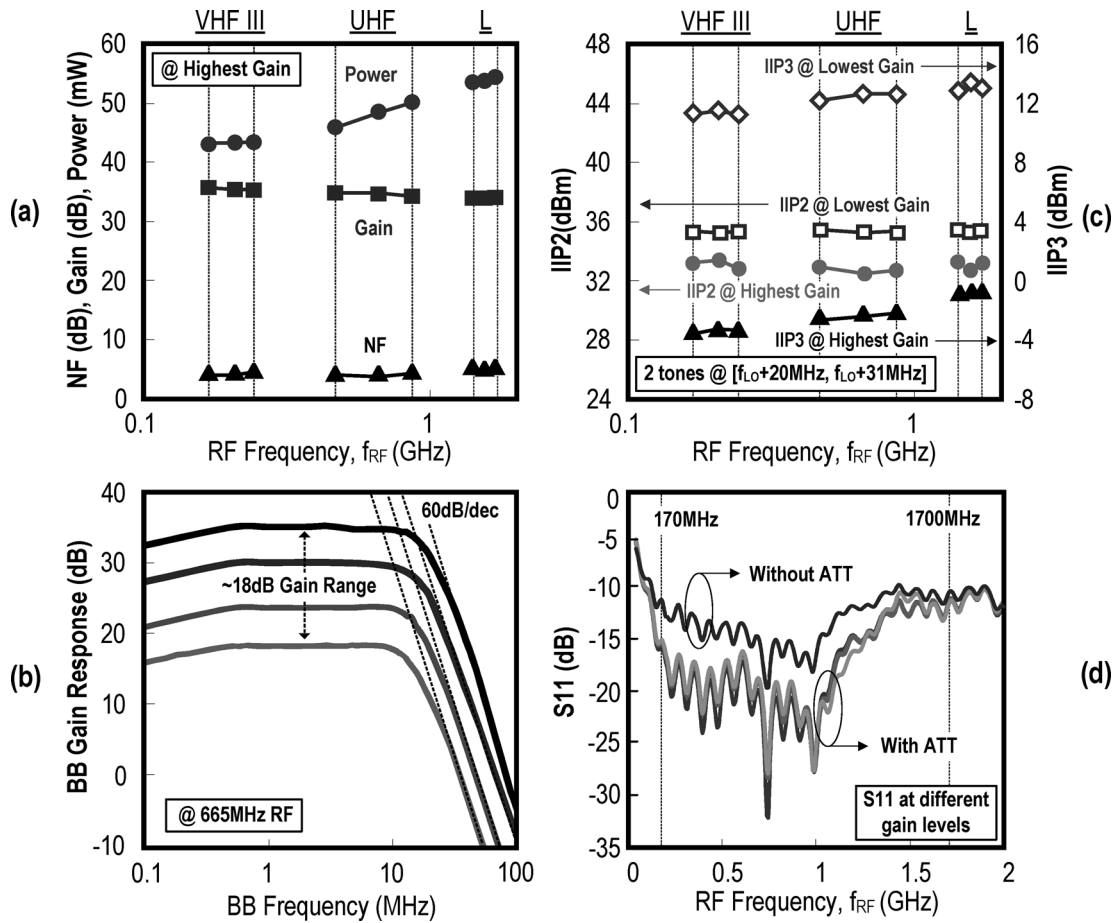 VHF III
UHF
L
60
50
40
30
20
10
0
NF (dB), Gain (dB), Power (mW)
@ Highest Gain
Power
Gain
NF
0.1
1
RF Frequency, fRF (GHz)
(a)
VHF III
UHF
L
48
44
40
36
32
28
24
IIP2(dBm)
16
12
8
4
0
-4
-8
IIP3 (dBm)
IIP3 @ Lowest Gain
IIP2 @ Lowest Gain
IIP2 @ Highest Gain
IIP3 @ Highest Gain
2 tones @ [fLO+20MHz, fLO+31MHz]
0.1
1
RF Frequency, fRF (GHz)
(c)
40
30
20
10
0
-10
BB Gain Response (dB)
60dB/dec
~18dB Gain Range
@ 665MHz RF
0.1
1
10
100
BB Frequency (MHz)
(b)
0
-5
-10
-15
-20
-25
-30
-35
S11 (dB)
170MHz
1700MHz
Without ATT
With ATT
S11 at different
gain levels
0
0.5
1
1.5
2
RF Frequency, fRF (GHz)
(d)